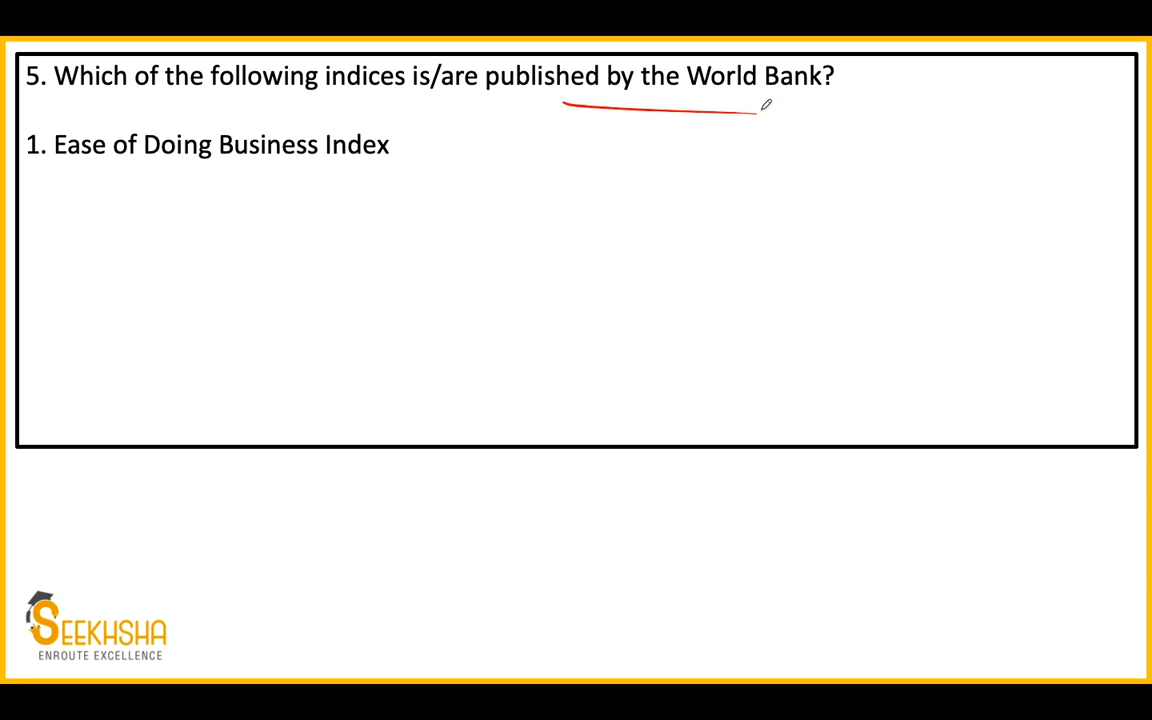 5. Which of the following indices is/are published by the World Bank?
1. Ease of Doing Business Index
SEEKHSHA
ENROUTE EXCELLENCE